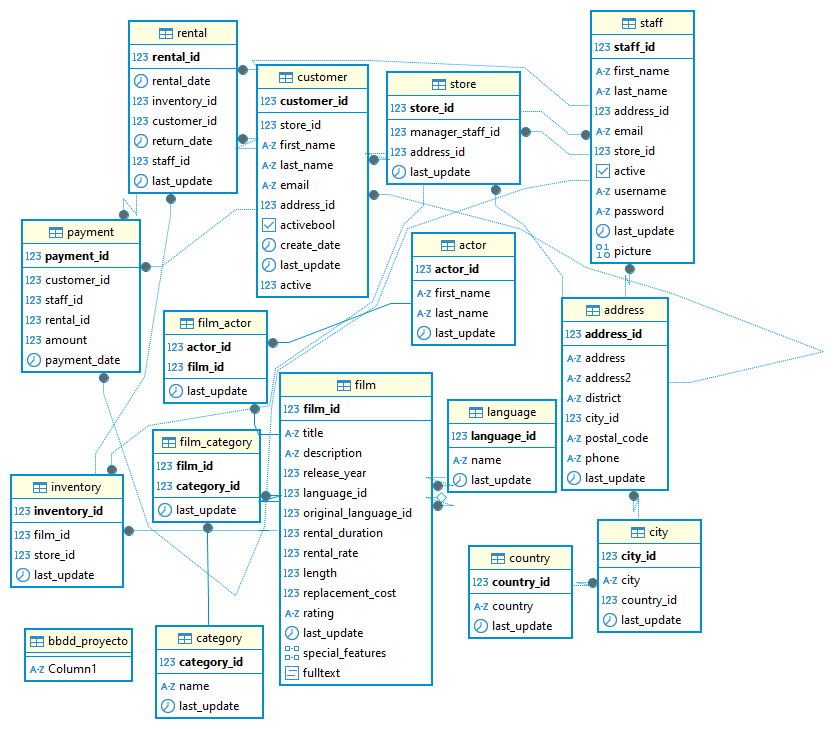 rental
123 rental_id
rental_date
123 inventory_id
123 customer_id
return_date
123 staff_id
last_update
customer
123 customer_id
123 store_id
A-Z first_name
A-Z last_name
A-Z email
123 address_id
activebool
create_date
last_update
123 active
store
123 store_id
123 manager_staff_id
123 address_id
last_update
staff
123 staff_id
A-Z first_name
A-Z last_name
123 address_id
A-Z email
123 store_id
active
A-Z username
A-Z password
last_update
picture
payment
123 payment_id
123 customer_id
123 staff_id
123 rental_id
123 amount
payment_date
actor
123 actor_id
A-Z first_name
A-Z last_name
last_update
film_actor
123 actor_id
123 film_id
last_update
address
123 address_id
A-Z address
A-Z address2
A-Z district
123 city_id
A-Z postal_code
A-Z phone
last_update
film
123 film_id
A-Z title
A-Z description
123 release_year
123 language_id
123 original_language_id
123 rental_duration
123 rental_rate
123 length
123 replacement_cost
A-Z rating
last_update
special_features
fulltext
language
123 language_id
A-Z name
last_update
film_category
123 film_id
123 category_id
last_update
inventory
123 inventory_id
123 film_id
123 store_id
last_update
country
123 country_id
A-Z country
last_update
city
123 city_id
A-Z city
123 country_id
last_update
bbdd_proyecto
A-Z Column1
category
123 category_id
A-Z name
last_update